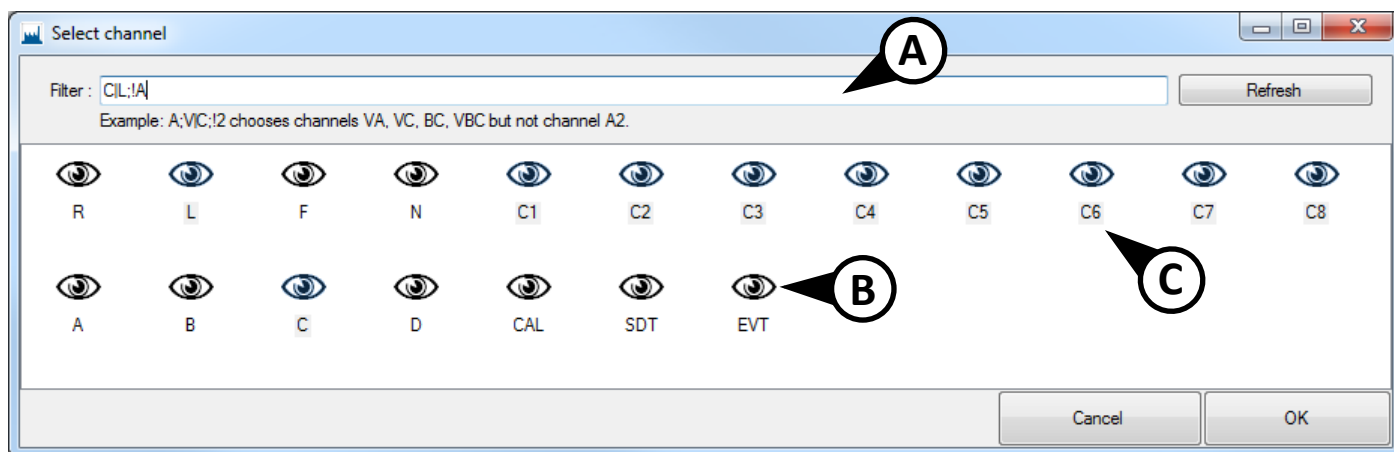 Select channel
A
Filter : C|L;!A
Refresh
Example: A;V|C;!2 chooses channels VA, VC, BC, VBC but not channel A2.
R L F N C1 C2 C3 C4 C5 C6 C7 C8
C
B
A B C D CAL SDT EVT
Cancel OK